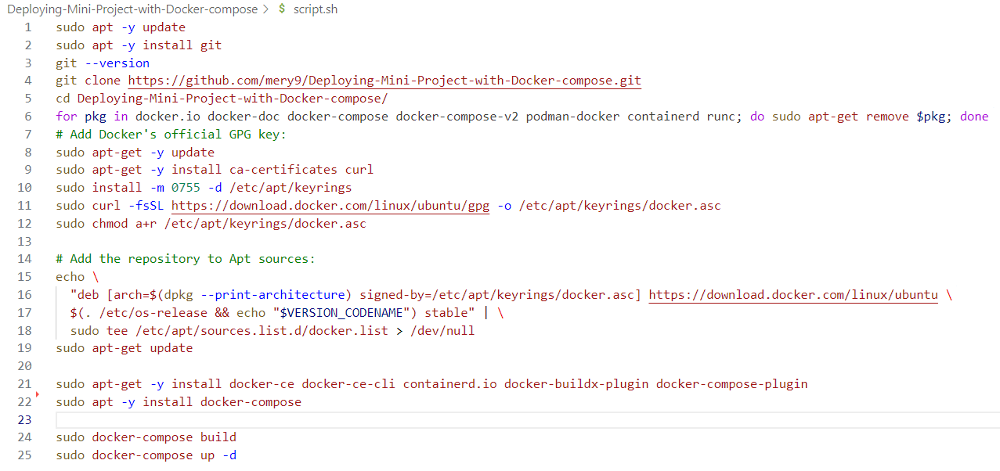 Deploying-Mini-Project-with-Docker-compose > $ script.sh
1 sudo apt -y update
2 sudo apt -y install git
3 git --version
4 git clone https://github.com/mery9/Deploying-Mini-Project-with-Docker-compose.git
5 cd Deploying-Mini-Project-with-Docker-compose/
6 for pkg in docker.io docker-doc docker-compose docker-compose-v2 podman-docker containerd runc; do sudo apt-get remove $pkg; done
7 # Add Docker's official GPG key:
8 sudo apt-get -y update
9 sudo apt-get -y install ca-certificates curl
10 sudo install -m 0755 -d /etc/apt/keyrings
11 sudo curl -fsSL https://download.docker.com/linux/ubuntu/gpg -o /etc/apt/keyrings/docker.asc
12 sudo chmod a+r /etc/apt/keyrings/docker.asc
13
14 # Add the repository to Apt sources:
15 echo \
16 "deb [arch=$(dpkg --print-architecture) signed-by=/etc/apt/keyrings/docker.asc] https://download.docker.com/linux/ubuntu \
17 $(. /etc/os-release && echo "$VERSION_CODENAME") stable" | \
18 sudo tee /etc/apt/sources.list.d/docker.list > /dev/null
19 sudo apt-get update
20
21 sudo apt-get -y install docker-ce docker-ce-cli containerd.io docker-buildx-plugin docker-compose-plugin
22 sudo apt -y install docker-compose
23
24 sudo docker-compose build
25 sudo docker-compose up -d